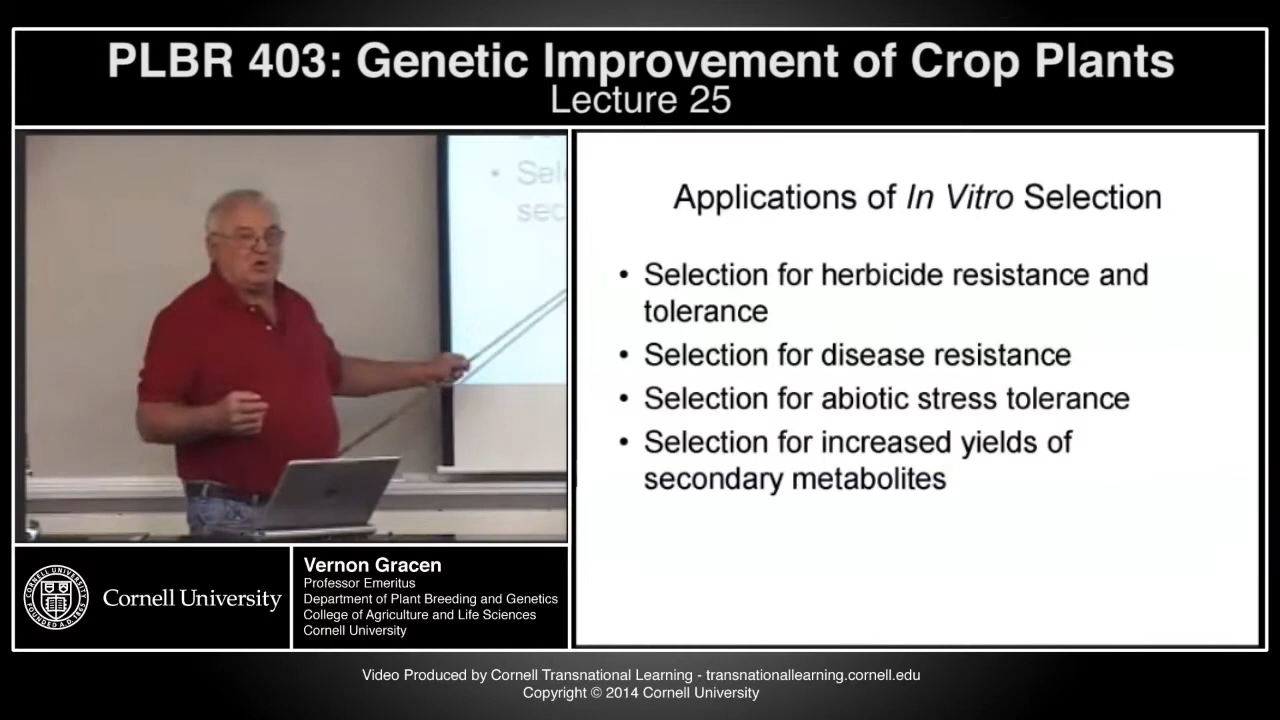 PLBR 403: Genetic Improvement of Crop Plants
Lecture 25
• Sel
sec
Applications of In Vitro Selection
• Selection for herbicide resistance and
tolerance
• Selection for disease resistance
• Selection for abiotic stress tolerance
• Selection for increased yields of
secondary metabolites
Cornell University
Vernon Gracen
Professor Emeritus
Department of Plant Breeding and Genetics
College of Agriculture and Life Sciences
Cornell University
Video Produced by Cornell Transnational Learning - transnationallearning.cornell.edu
Copyright © 2014 Cornell University